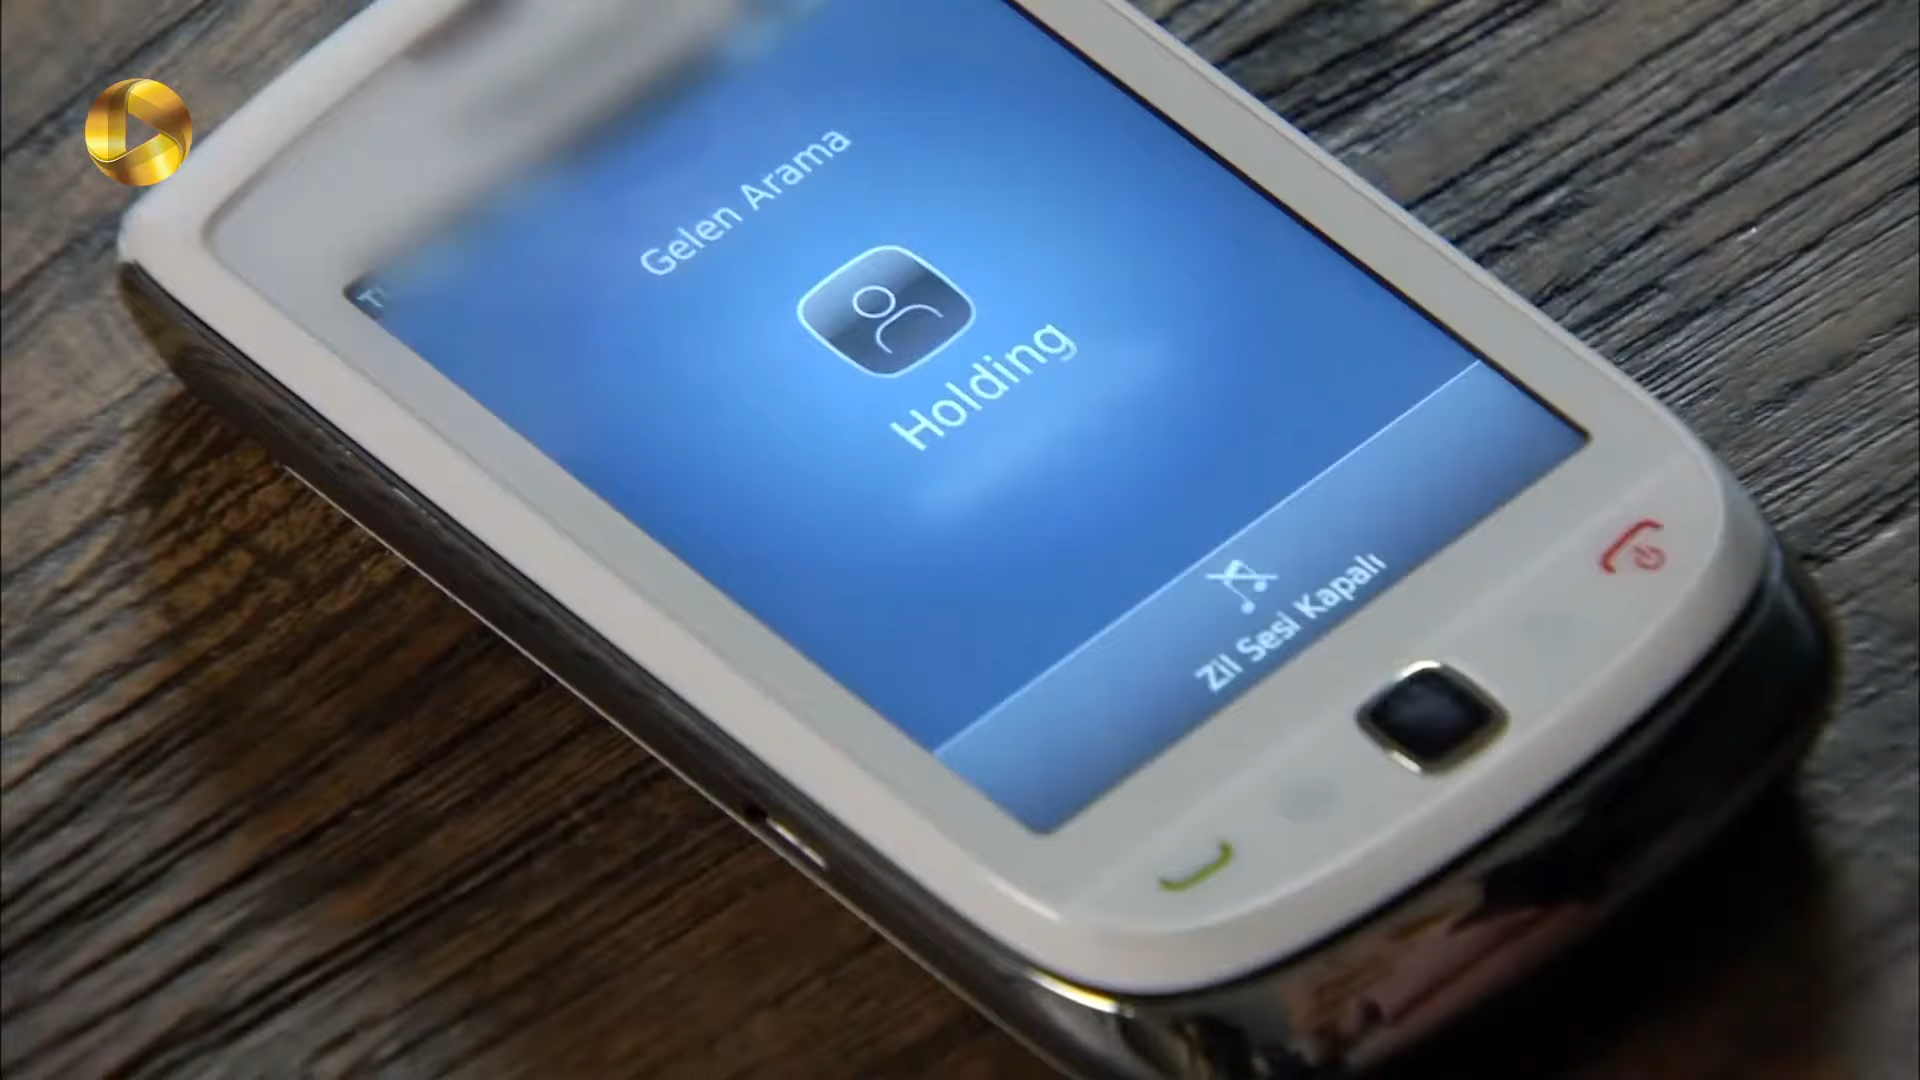 Gelen Arama
Holding
Zil Sesi Kapalı